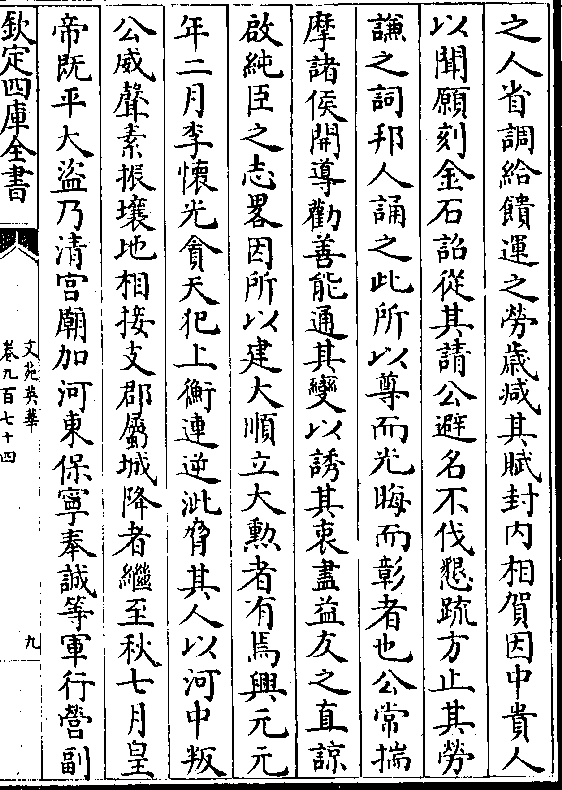 之人省調給饋運之勞歳减其賦封内相賀因中貴人
以聞願刻金石詔從其請公避名不伐懇疏方止其勞
謙之詞邦人誦之此所以尊而光晦而彰者也公常揣
摩諸侯開導勸善能通其變以誘其衷盡益友之直諒
啟純臣之志畧因所以建大順立大勲者有焉興元元
年二月李懷光貪天犯上衡連逆泚脅其人以河中叛
公威聲素振壤地相接支郡屬城降者繼至秋七月皇
帝既平大盗乃清宫廟加河東保寧奉誠等軍行營副
欽定四庫全書
文苑英華
卷九百七十四
九